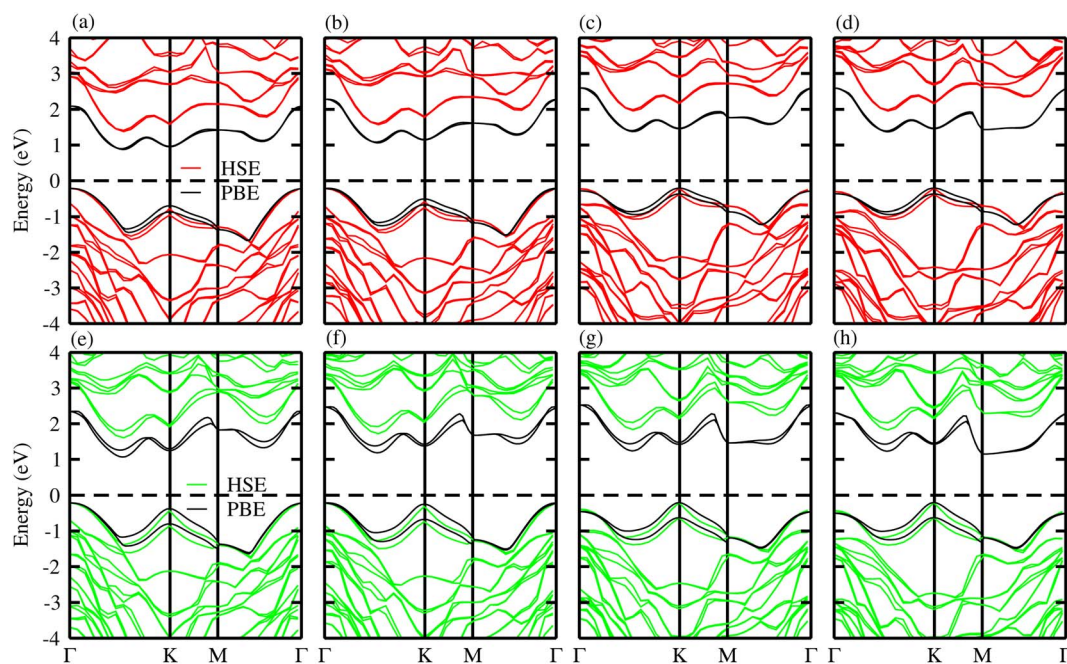 (a) (b) (c) (d)
4
3
2
1
0
-1
-2
-3
-4
Energy (eV)
HSE
PBE
(e) (f) (g) (h)
4
3
2
1
0
-1
-2
-3
-4
Energy (eV)
HSE
PBE
Γ K M Γ K M Γ K M Γ K M Γ